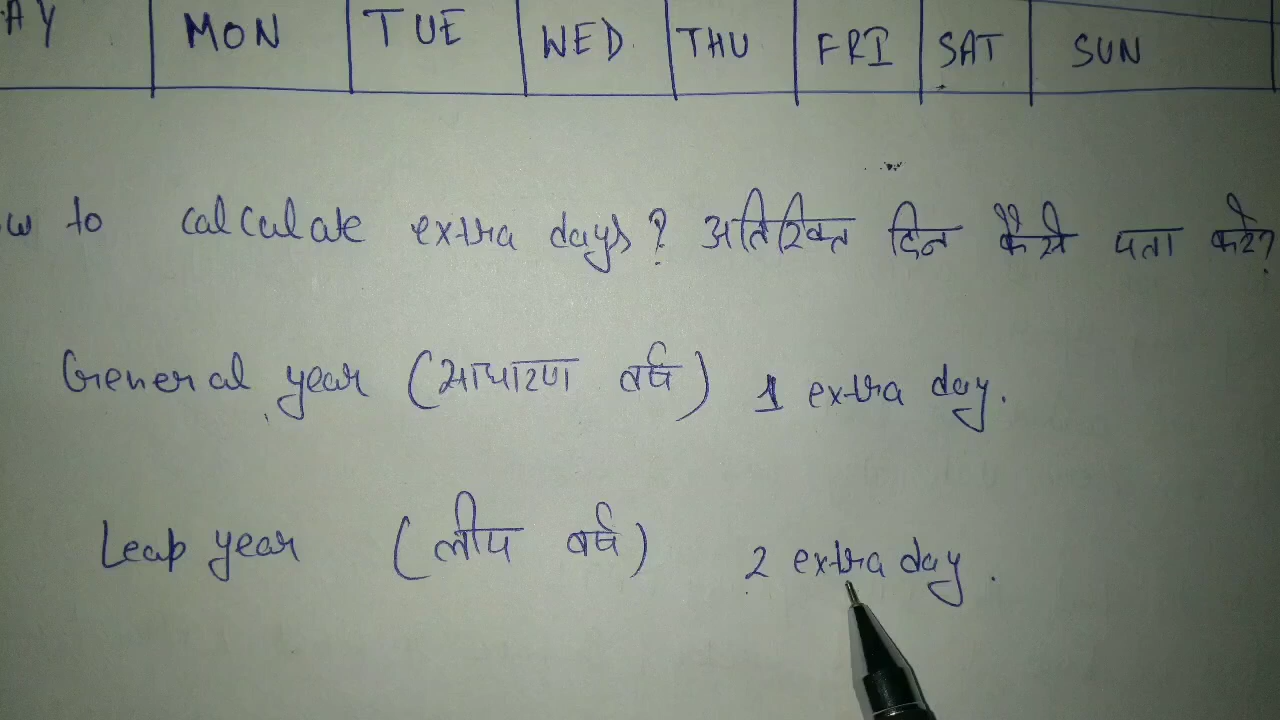 AY MON TUE WED THU FRI SAT SUN
ow to calculate extra days? अतिरिक्त दिन कैसे पता करे?
General year (साधारण वर्ष) 1 extra day.
Leap year (लीप वर्ष) 2 extra day.